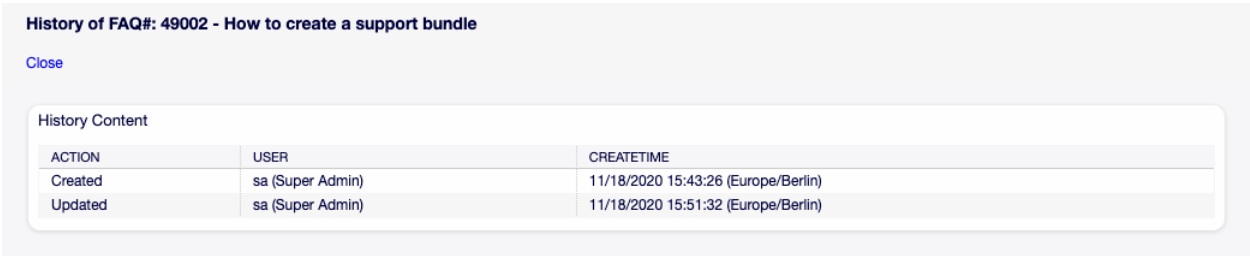 History of FAQ#: 49002 - How to create a support bundle
Close
History Content
ACTION USER CREATETIME
Created sa (Super Admin) 11/18/2020 15:43:26 (Europe/Berlin)
Updated sa (Super Admin) 11/18/2020 15:51:32 (Europe/Berlin)